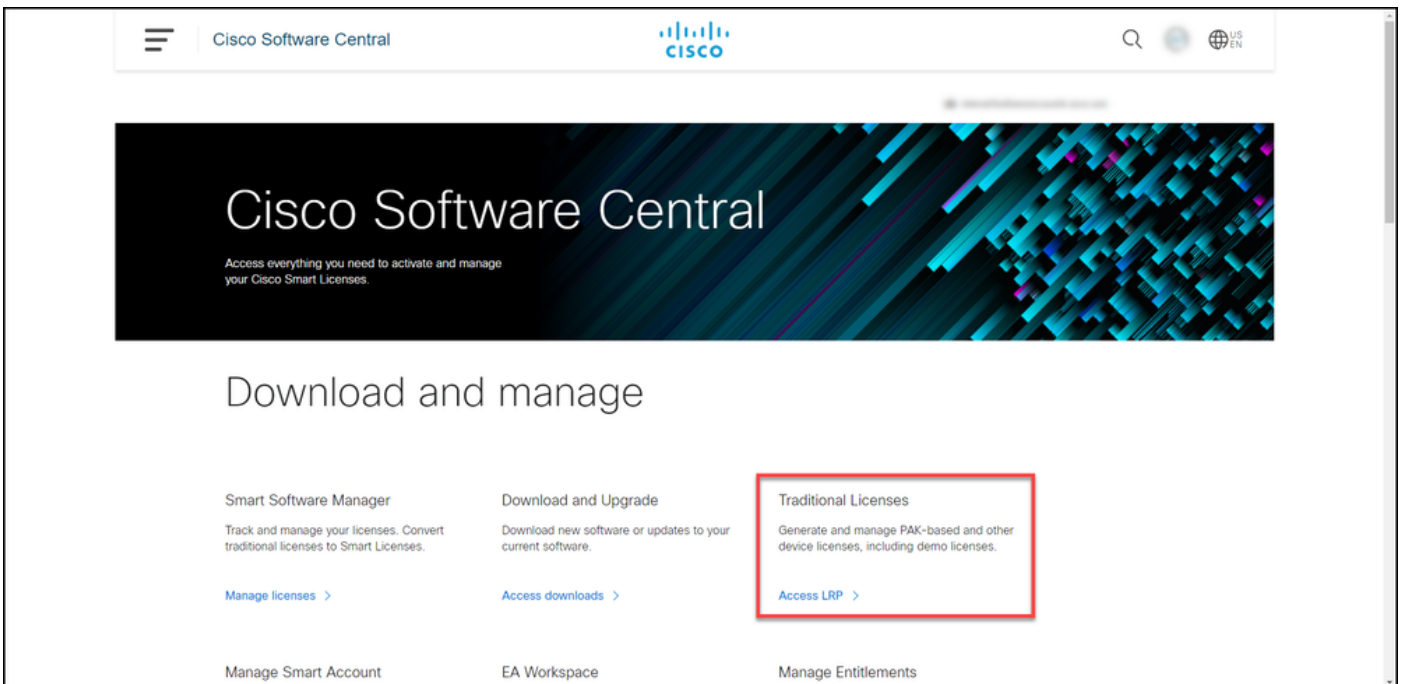 Cisco Software Central
CISCO
US
EN
Cisco Software Central
Access everything you need to activate and manage
your Cisco Smart Licenses.
Download and manage
Smart Software Manager
Track and manage your licenses. Convert
traditional licenses to Smart Licenses.
Manage licenses >
Download and Upgrade
Download new software or updates to your
current software.
Access downloads >
Traditional Licenses
Generate and manage PAK-based and other
device licenses, including demo licenses.
Access LRP >
Manage Smart Account
EA Workspace
Manage Entitlements